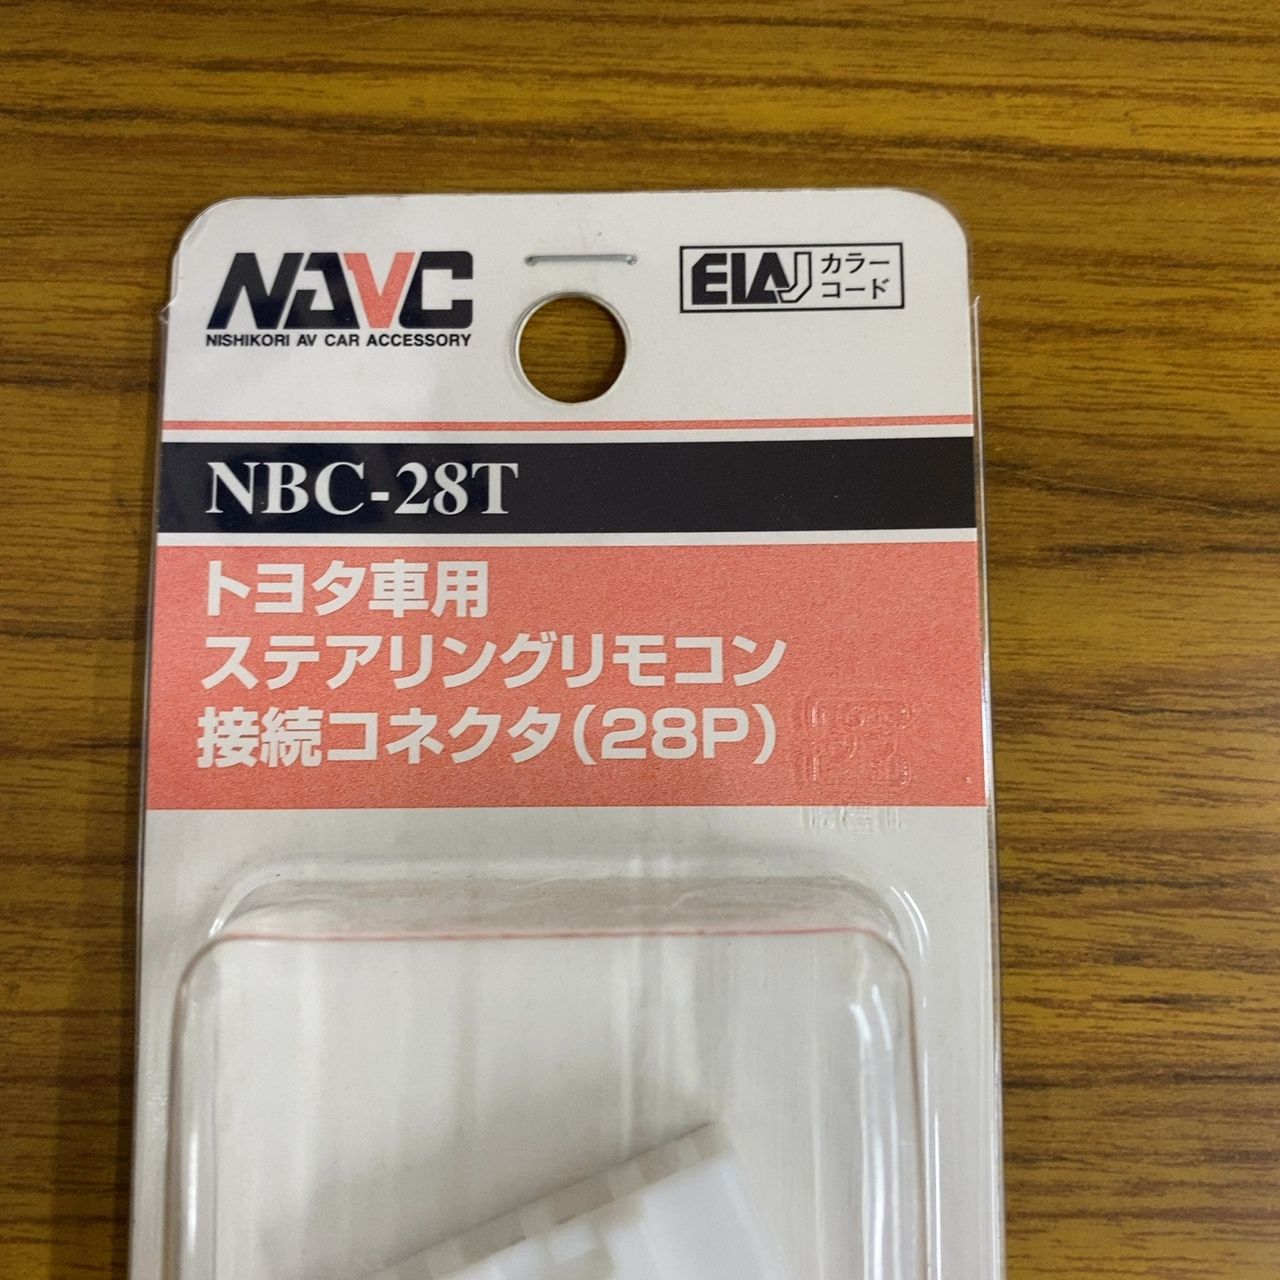 NAVC
NISHIKORI AV CAR ACCESSORY
EIAJ カラー
コード
NBC-28T
トヨタ車用
ステアリングリモコン
接続コネクタ(28P)